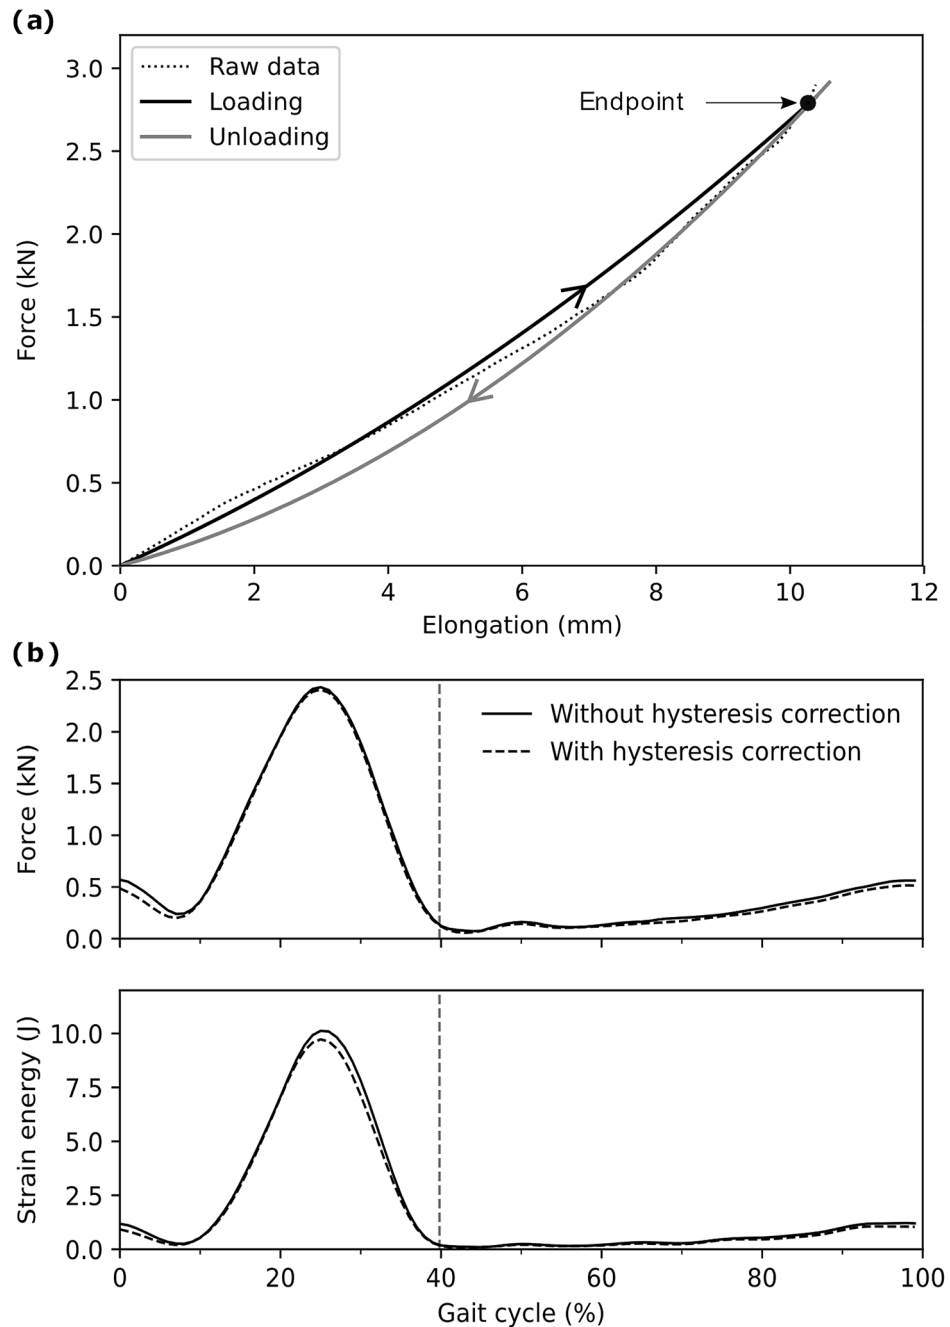 (a)
3.0
2.5
2.0
1.5
1.0
0.5
0.0
Force (kN)
Raw data
Loading
Unloading
Endpoint
0 2 4 6 8 10 12
Elongation (mm)
(b)
2.5
2.0
1.5
1.0
0.5
0.0
Force (kN)
Without hysteresis correction
With hysteresis correction
10.0
7.5
5.0
2.5
0.0
Strain energy (J)
0 20 40 60 80 100
Gait cycle (%)